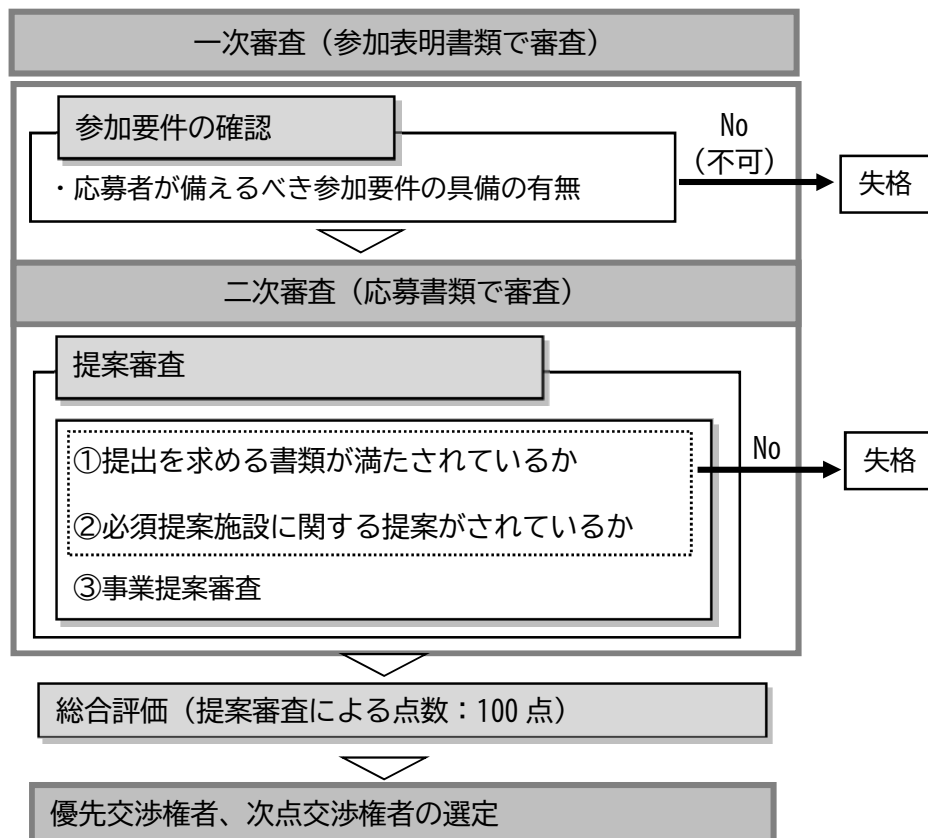 一次審査（参加表明書類で審査）
参加要件の確認
・応募者が備えるべき参加要件の具備の有無
No
（不可）
失格
二次審査（応募書類で審査）
提案審査
①提出を求める書類が満たされているか
②必須提案施設に関する提案がされているか
③事業提案審査
No
失格
総合評価（提案審査による点数：100 点）
優先交渉権者、次点交渉権者の選定